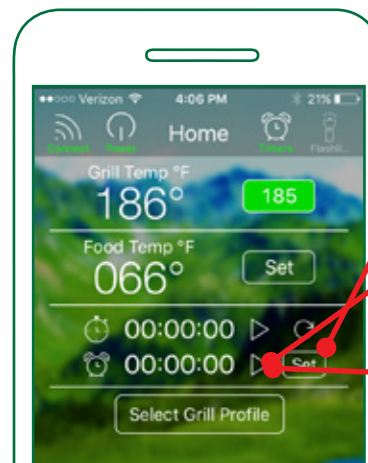 Verizon 4:06 PM 21%
Home
Connect Power Timers Flashli...
Grill Temp °F
186° 185
Food Temp °F
066° Set
00:00:00
00:00:00 Set
Select Grill Profile